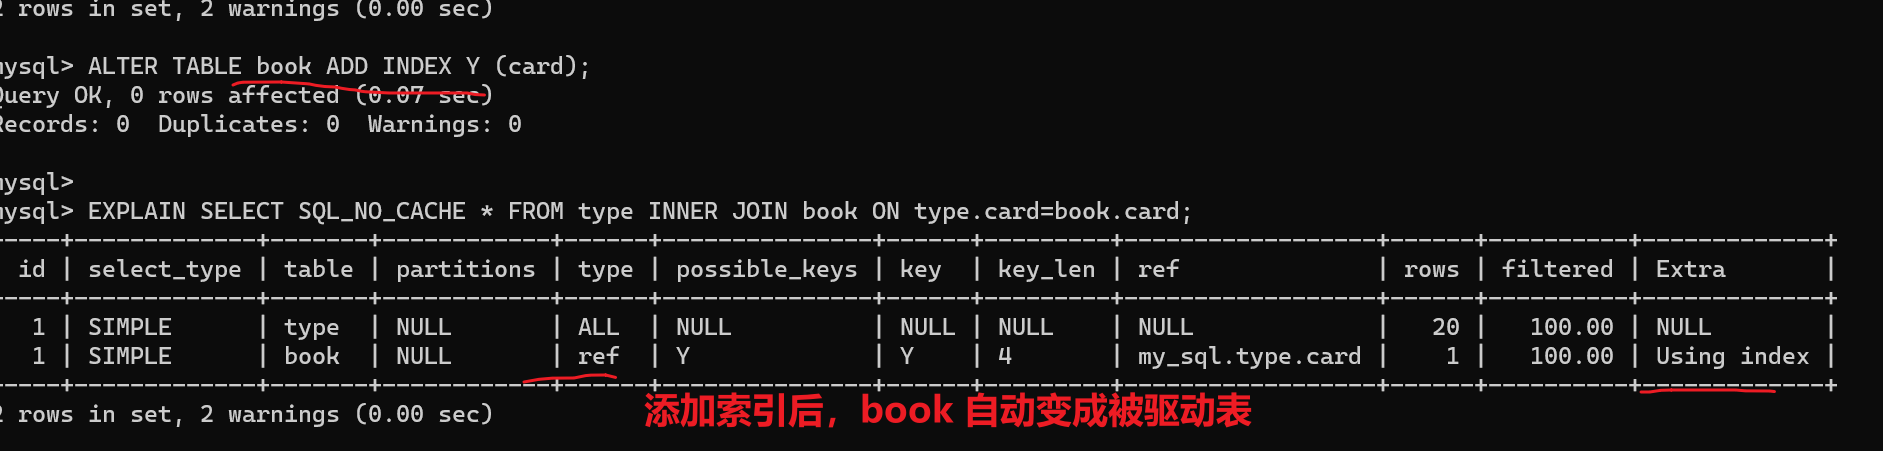 2 rows in set, 2 warnings (0.00 sec)
mysql> ALTER TABLE book ADD INDEX Y (card);
Query OK, 0 rows affected (0.07 sec)
Records: 0  Duplicates: 0  Warnings: 0
mysql>
mysql> EXPLAIN SELECT SQL_NO_CACHE * FROM type INNER JOIN book ON type.card=book.card;
id | select_type | table | partitions | type | possible_keys | key | key_len | ref | rows | filtered | Extra |
1 | SIMPLE | type | NULL | ALL | NULL | NULL | NULL | NULL | 20 | 100.00 | NULL |
1 | SIMPLE | book | NULL | ref | Y | Y | 4 | my_sql.type.card | 1 | 100.00 | Using index |
2 rows in set, 2 warnings (0.00 sec)
添加索引后，book 自动变成被驱动表